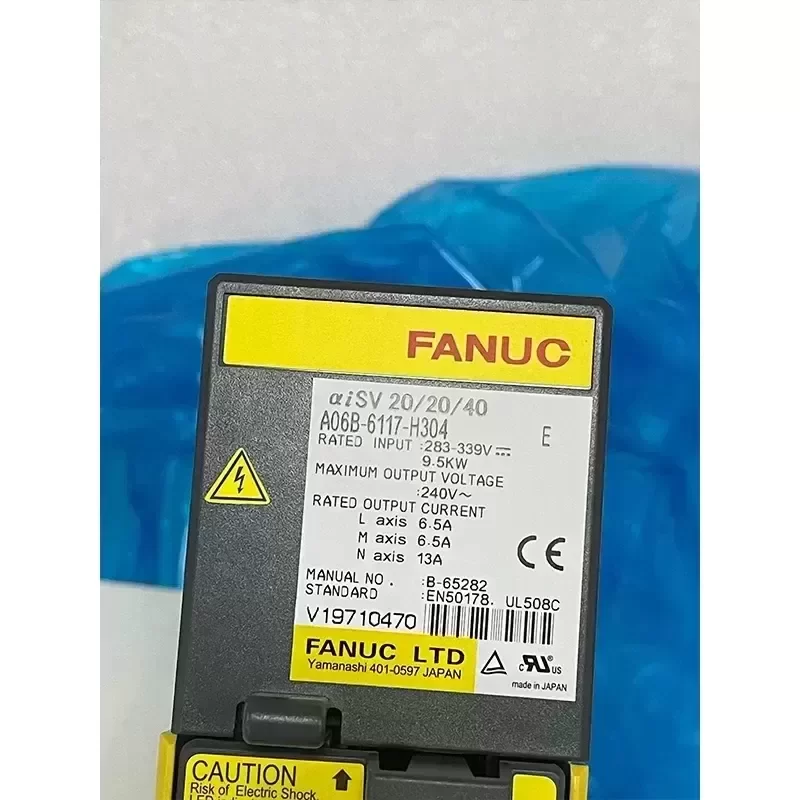 FANUC
αiSV 20/20/40
A06B-6117-H304 E
RATED INPUT :283-339V⎓
9.5KW
MAXIMUM OUTPUT VOLTAGE
:240V~
RATED OUTPUT CURRENT
L axis 6.5A
M axis 6.5A
N axis 13A
CE
MANUAL NO. :B-65282
STANDARD :EN50178. UL508C
V19710470
FANUC LTD
Yamanashi 401-0597 JAPAN
c RU US
made in JAPAN
CAUTION
Risk of Electric Shock.